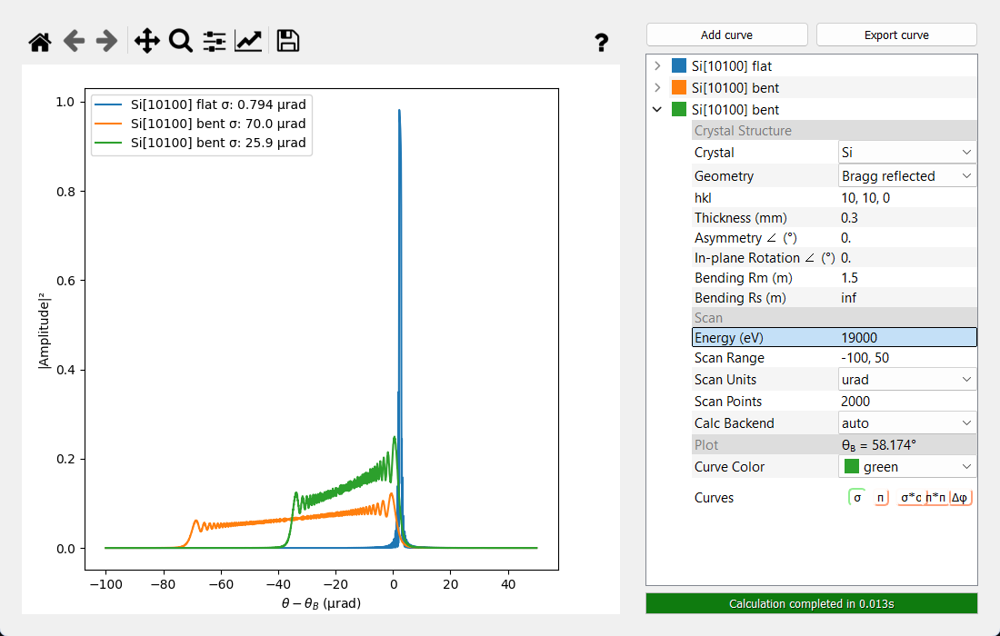 ?
Add curve
Export curve
Si[10100] flat
Si[10100] bent
Si[10100] bent
Crystal Structure
Crystal Si
Geometry Bragg reflected
hkl 10, 10, 0
Thickness (mm) 0.3
Asymmetry ∠ (°) 0.
In-plane Rotation ∠ (°) 0.
Bending Rm (m) 1.5
Bending Rs (m) inf
Scan
Energy (eV) 19000
Scan Range -100, 50
Scan Units urad
Scan Points 2000
Calc Backend auto
Plot θB = 58.174°
Curve Color green
Curves σ π σ*σ π*π Δφ
Calculation completed in 0.013s
Si[10100] flat σ: 0.794 μrad
Si[10100] bent σ: 70.0 μrad
Si[10100] bent σ: 25.9 μrad
|Amplitude|²
1.0
0.8
0.6
0.4
0.2
0.0
−100 −80 −60 −40 −20 0 20 40
θ − θB (μrad)